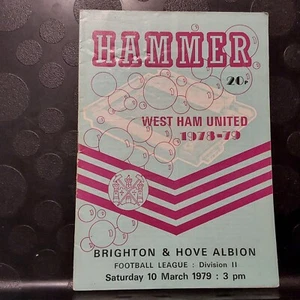 HAMMER
20p
WEST HAM UNITED
1978-79
BRIGHTON & HOVE ALBION
FOOTBALL LEAGUE : Division II
Saturday 10 March 1979 : 3 pm